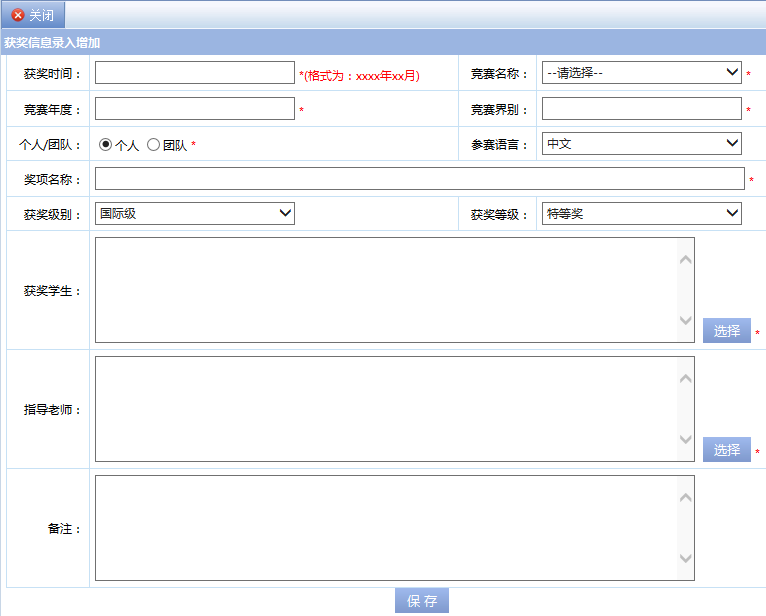 关闭
获奖信息录入增加
获奖时间： *(格式为：xxxx年xx月) 竞赛名称： --请选择-- *
竞赛年度： * 竞赛界别： *
个人/团队： 个人 团队 * 参赛语言： 中文
奖项名称： *
获奖级别： 国际级 获奖等级： 特等奖
获奖学生： 选择 *
指导老师： 选择 *
备注：
保 存